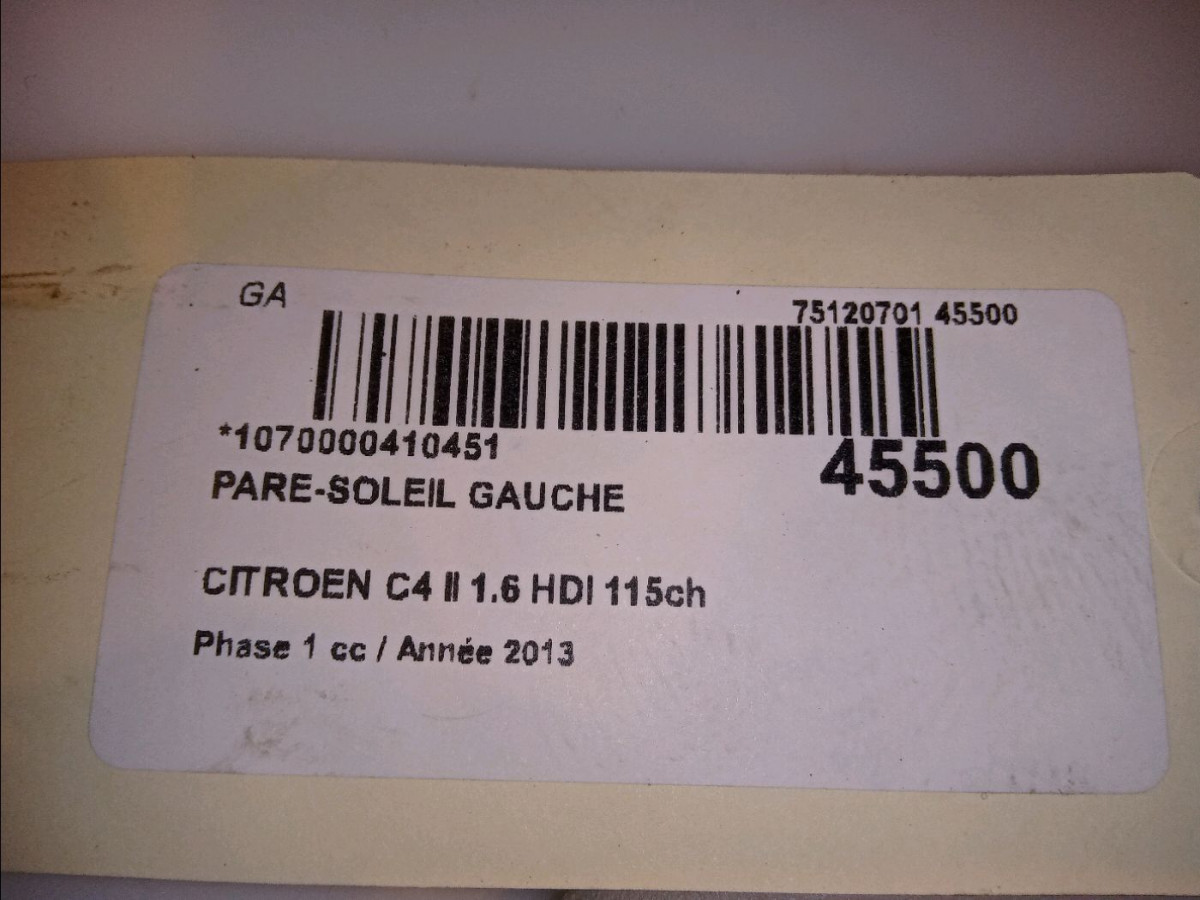 GA
75120701 45500
*1070000410451
45500
PARE-SOLEIL GAUCHE
CITROEN C4 II 1.6 HDI 115ch
Phase 1 cc / Année 2013